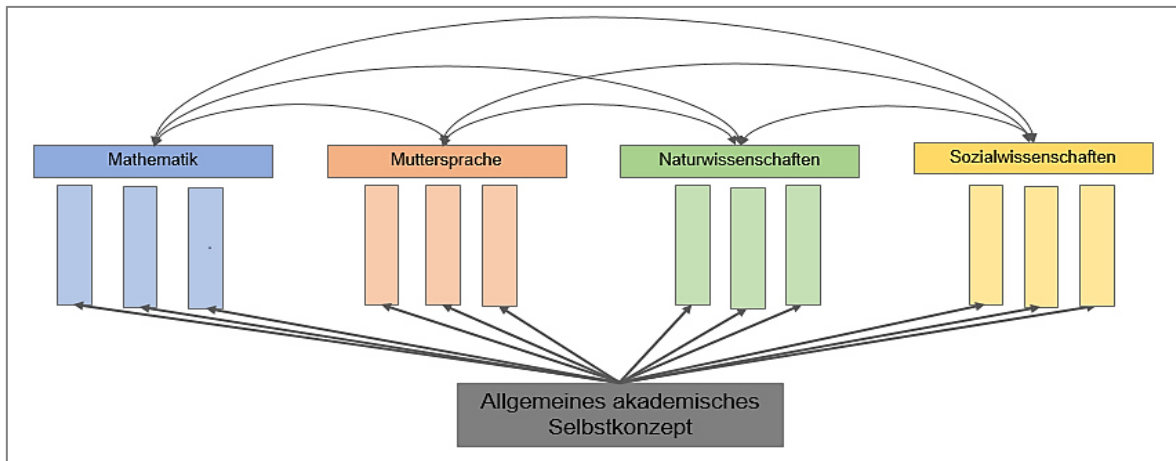 Mathematik
Muttersprache
Naturwissenschaften
Sozialwissenschaften
Allgemeines akademisches
Selbstkonzept